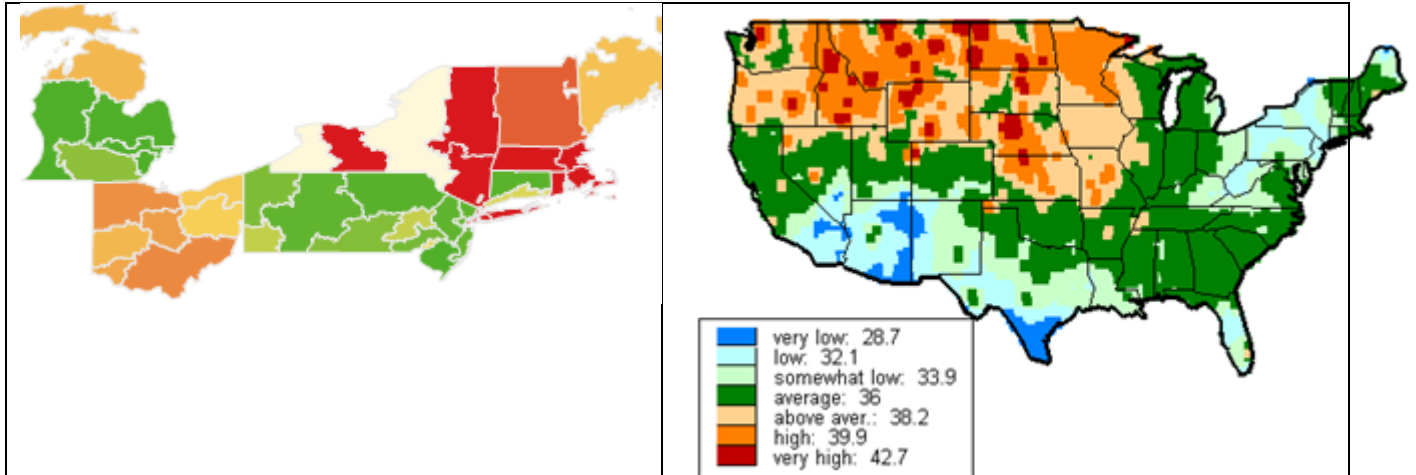 very low: 28.7
low: 32.1
somewhat low: 33.9
average: 36
above aver.: 38.2
high: 39.9
very high: 42.7